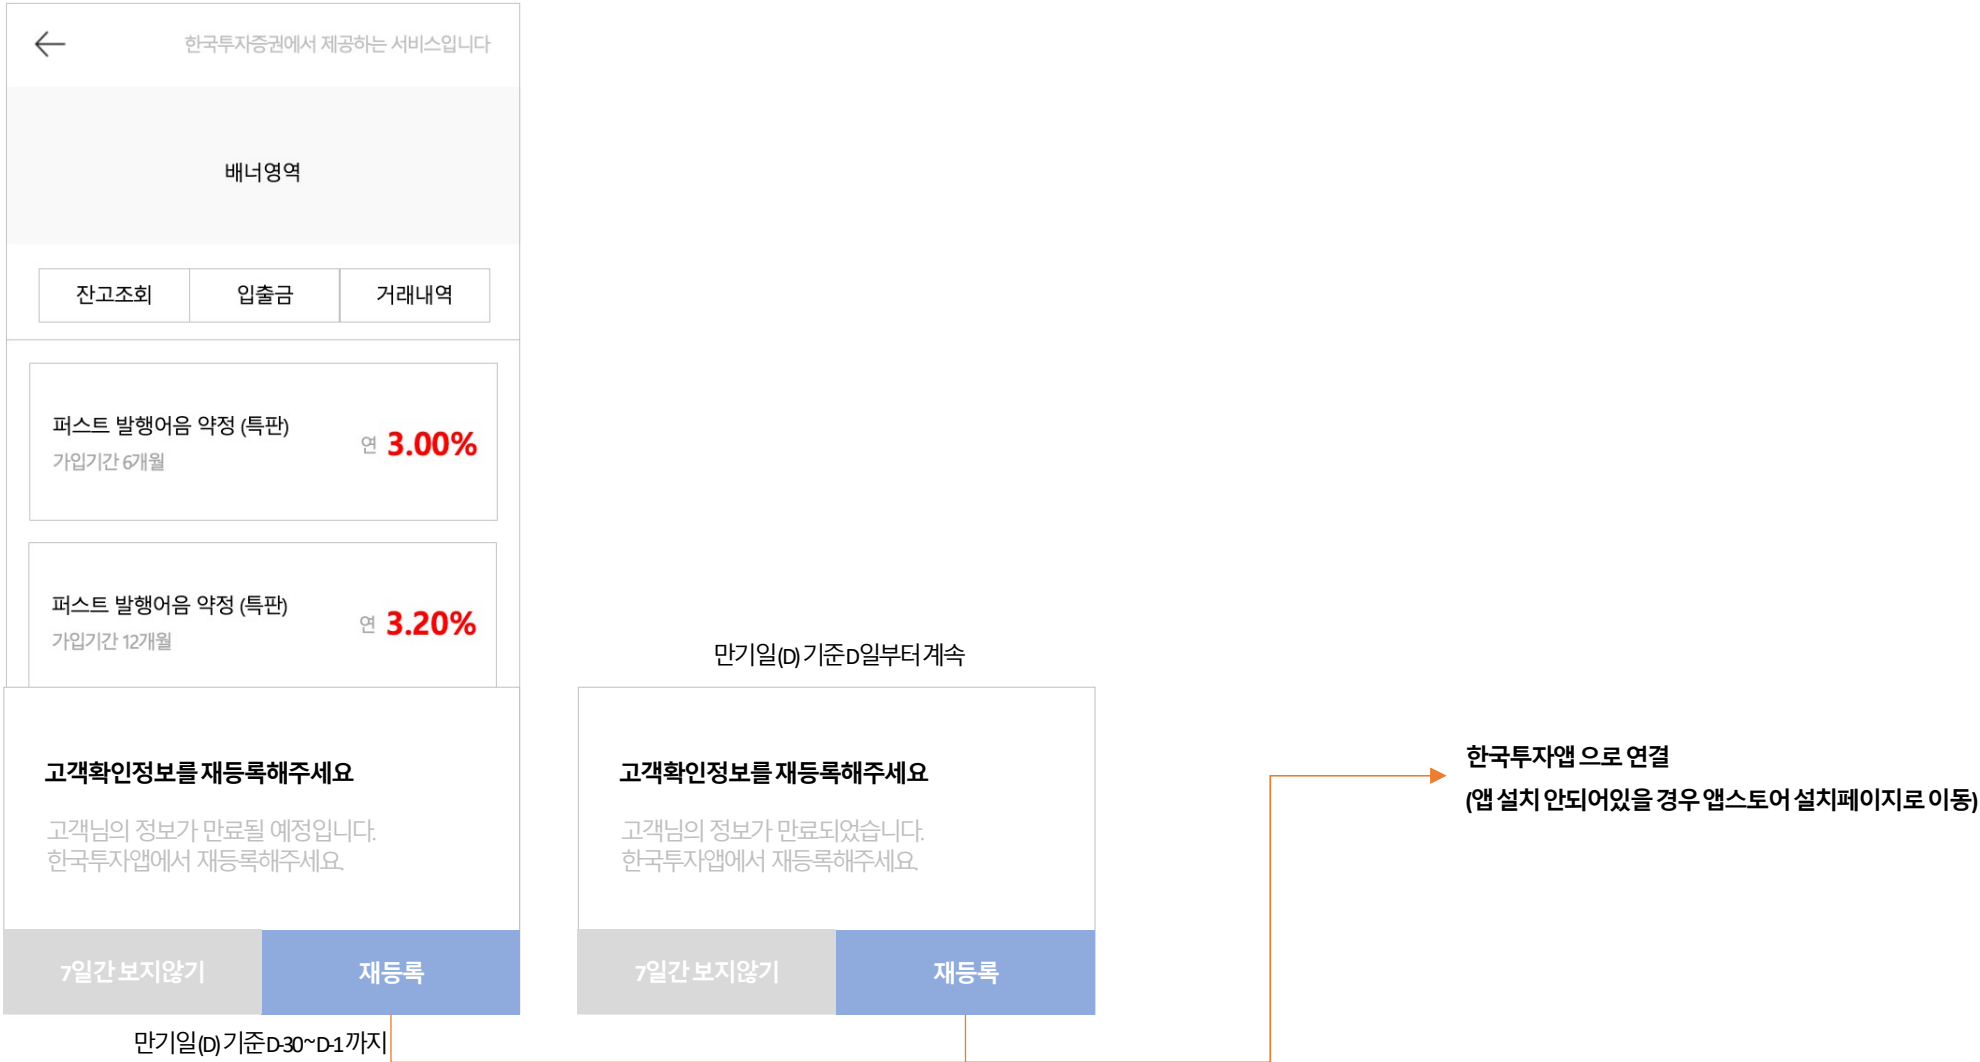 한국투자증권에서 제공하는 서비스입니다
배너영역
잔고조회 입출금 거래내역
퍼스트 발행어음 약정 (특판)
가입기간 6개월
연 3.00%
퍼스트 발행어음 약정 (특판)
가입기간 12개월
연 3.20%
고객확인정보를 재등록해주세요
고객님의 정보가 만료될 예정입니다.
한국투자앱에서 재등록해주세요.
7일간 보지않기 재등록
만기일(D) 기준 D-30~D-1 까지
만기일(D) 기준 D일부터 계속
고객확인정보를 재등록해주세요
고객님의 정보가 만료되었습니다.
한국투자앱에서 재등록해주세요.
7일간 보지않기 재등록
한국투자앱 으로 연결
(앱 설치 안되어있을 경우 앱스토어 설치페이지로 이동)